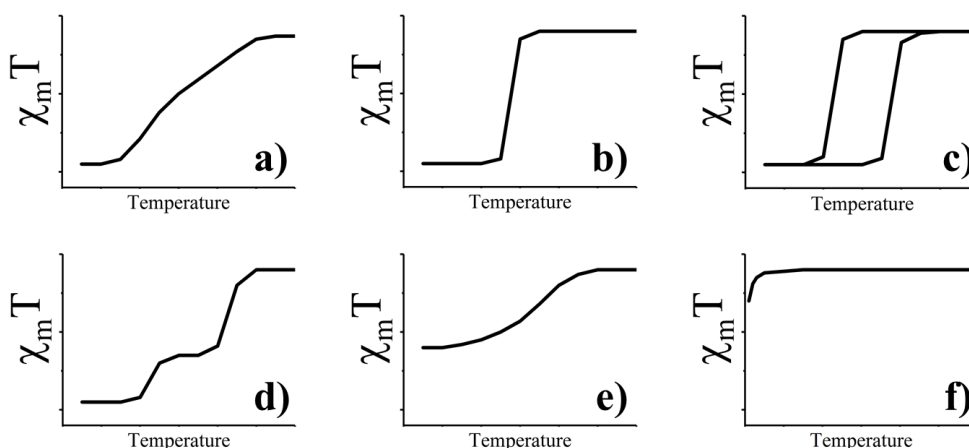 χₘT
a)
Temperature
χₘT
b)
Temperature
χₘT
c)
Temperature
χₘT
d)
Temperature
χₘT
e)
Temperature
χₘT
f)
Temperature